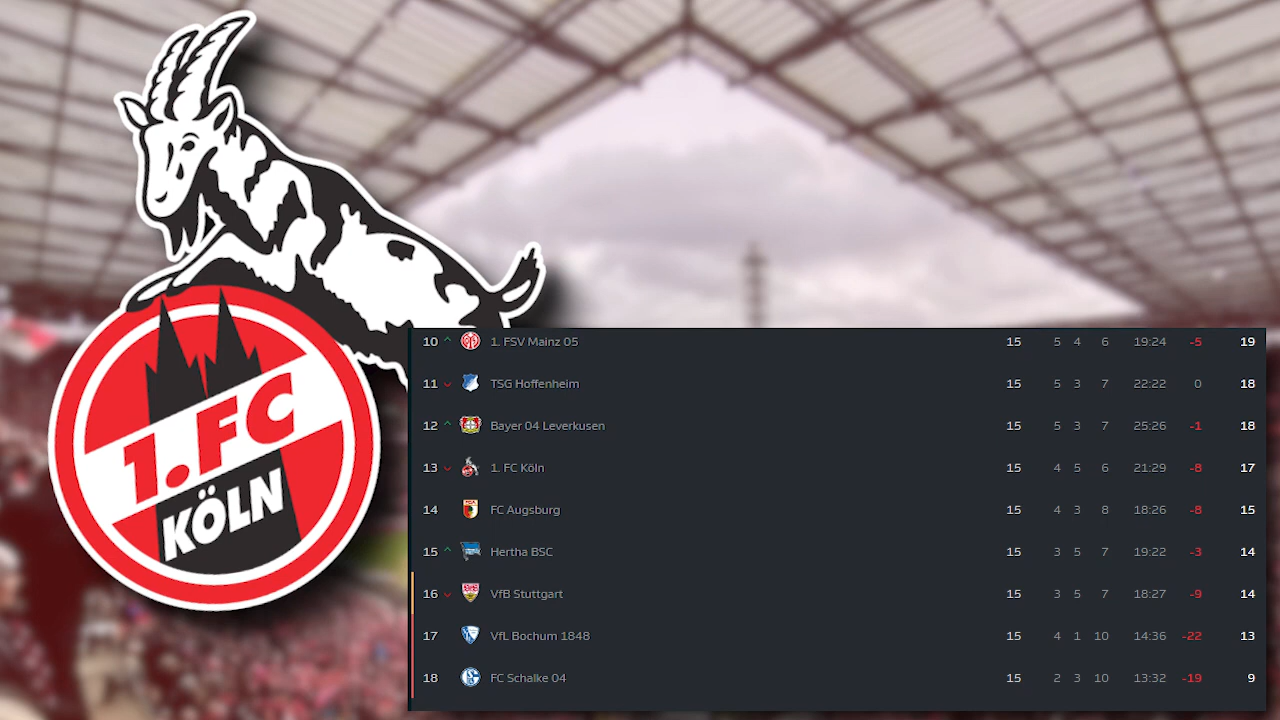 1.FC
KÖLN
10 1. FSV Mainz 05 15 5 4 6 19:24 -5 19
11 TSG Hoffenheim 15 5 3 7 22:22 0 18
12 Bayer 04 Leverkusen 15 5 3 7 25:26 -1 18
13 1. FC Köln 15 4 5 6 21:29 -8 17
14 FC Augsburg 15 4 3 8 18:26 -8 15
15 Hertha BSC 15 3 5 7 19:22 -3 14
16 VfB Stuttgart 15 3 5 7 18:27 -9 14
17 VfL Bochum 1848 15 4 1 10 14:36 -22 13
18 FC Schalke 04 15 2 3 10 13:32 -19 9